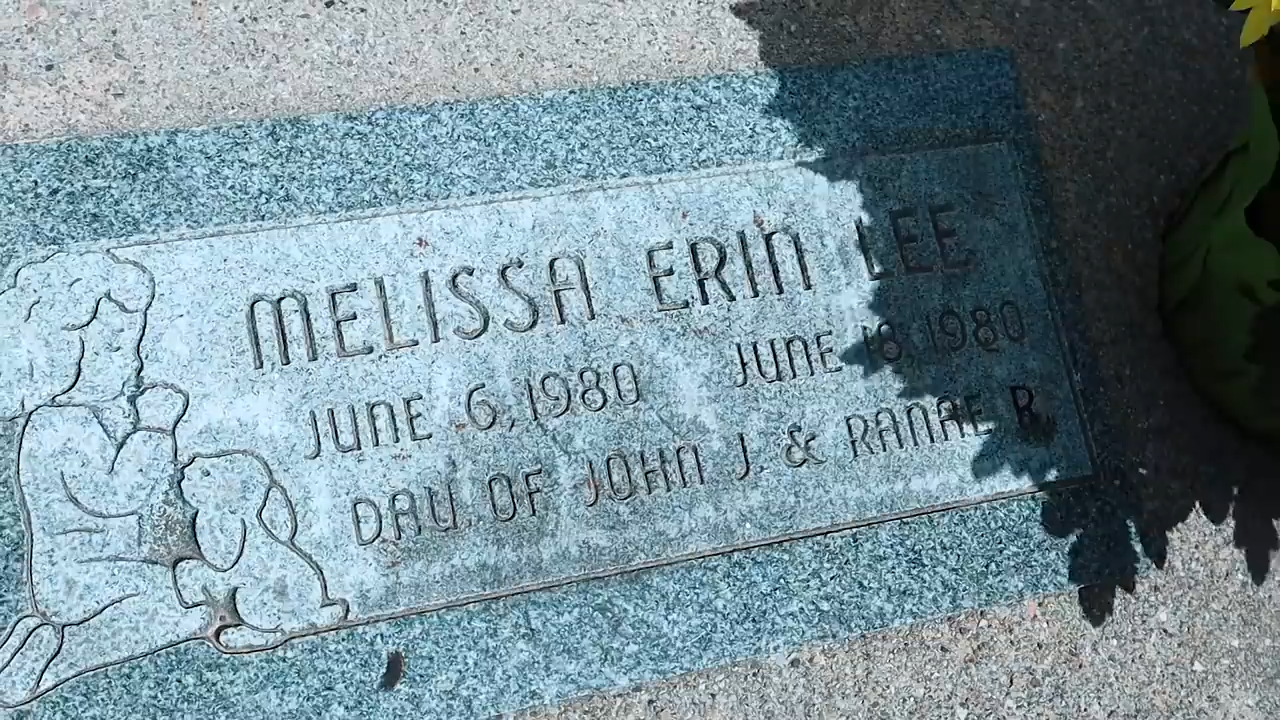 MELISSA ERIN LEE
JUNE 6, 1980 JUNE 18, 1980
DAU. OF JOHN J. & RANAE R.